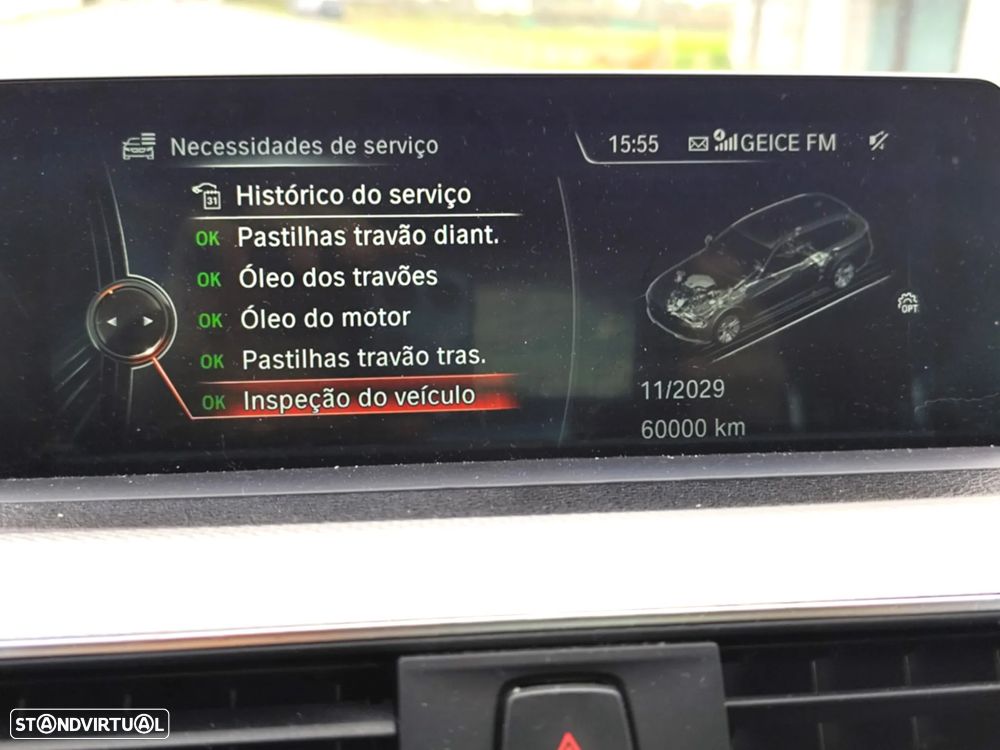 Necessidades de serviço
15:55 GEICE FM
31 Histórico do serviço
OK Pastilhas travão diant.
OK Óleo dos travões
OK Óleo do motor
OK Pastilhas travão tras.
OK Inspeção do veículo
OPT
11/2029
60000 km
STANDVIRTUAL